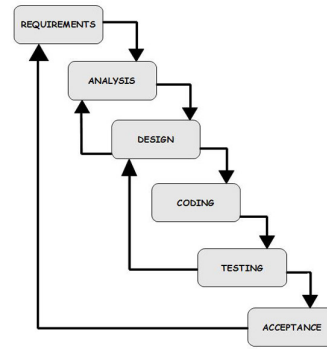 REQUIREMENTS
ANALYSIS
DESIGN
CODING
TESTING
ACCEPTANCE